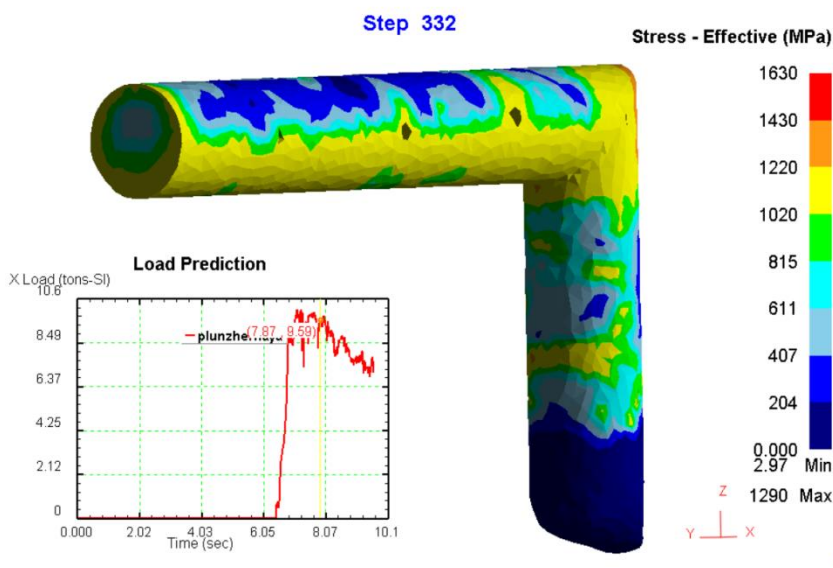 Step 332
Stress - Effective (MPa)
1630
1430
1220
1020
815
611
407
204
0.000
2.97 Min
1290 Max
Load Prediction
X Load (tons-SI)
10.6
8.49
6.37
4.25
2.12
0
(7.87, 9.59)
0.000 2.02 4.03 6.05 8.07 10.1
Time (sec)
Z
Y X